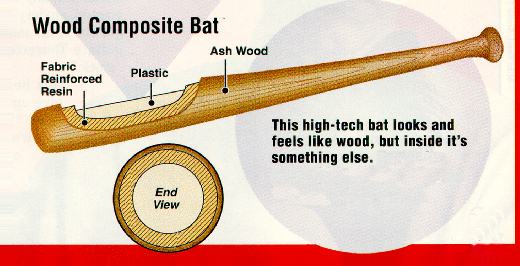 Wood Composite Bat
Fabric
Reinforced
Resin
Plastic
Ash Wood
This high-tech bat looks and
feels like wood, but inside it's
something else.
End
View